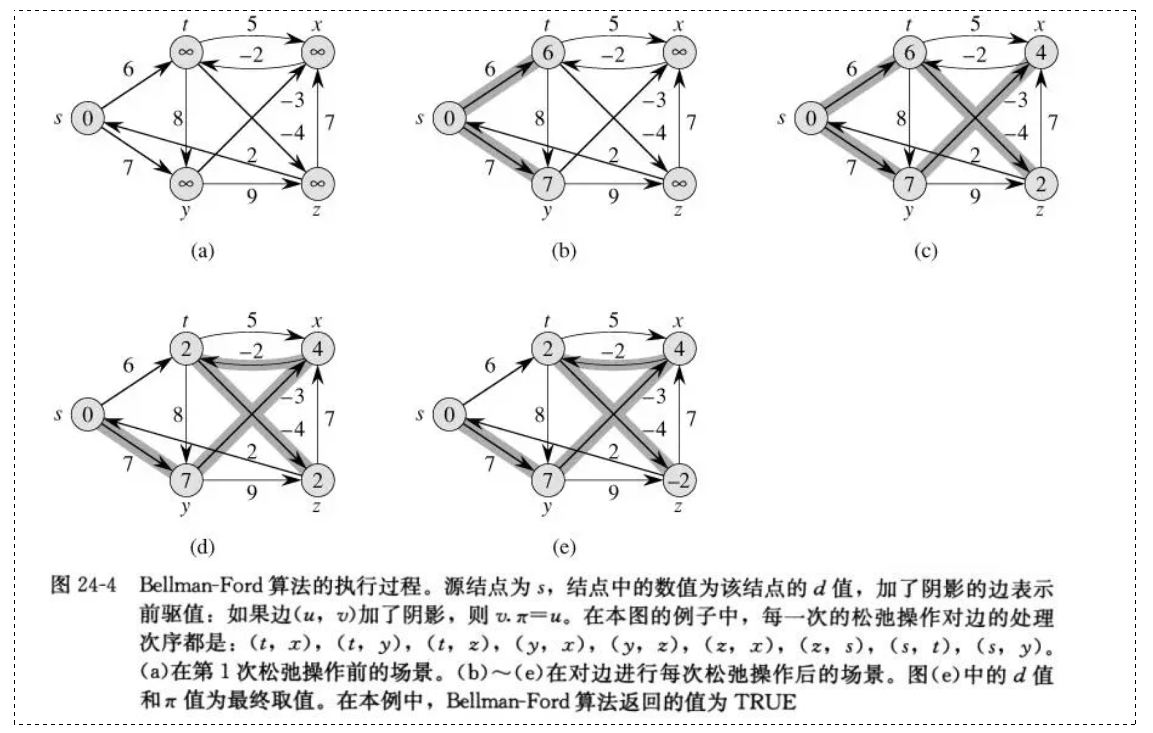 t 5 x t 5 x t 5 x
∞ −2 ∞ 6 −2 ∞ 6 −2 4
6 6 6
−3 −3 −3
s 0 8 7 s 0 8 7 s 0 8 7
−4 −4 −4
7 2 7 2 7 2
∞ 9 ∞ 7 9 ∞ 7 9 2
y z y z y z
(a) (b) (c)
t 5 x t 5 x
2 −2 4 2 −2 4
6 6
−3 −3
s 0 8 7 s 0 8 7
−4 −4
7 2 7 2
7 9 2 7 9 −2
y z y z
(d) (e)
图 24-4 Bellman-Ford 算法的执行过程。源结点为 s，结点中的数值为该结点的 d 值，加了阴影的边表示
前驱值：如果边(u，v)加了阴影，则 v.π=u。在本图的例子中，每一次的松弛操作对边的处理
次序都是：(t，x)，(t，y)，(t，z)，(y，x)，(y，z)，(z，x)，(z，s)，(s，t)，(s，y)。
(a)在第 1 次松弛操作前的场景。(b)～(e)在对边进行每次松弛操作后的场景。图(e)中的 d 值
和 π 值为最终取值。在本例中，Bellman-Ford 算法返回的值为 TRUE